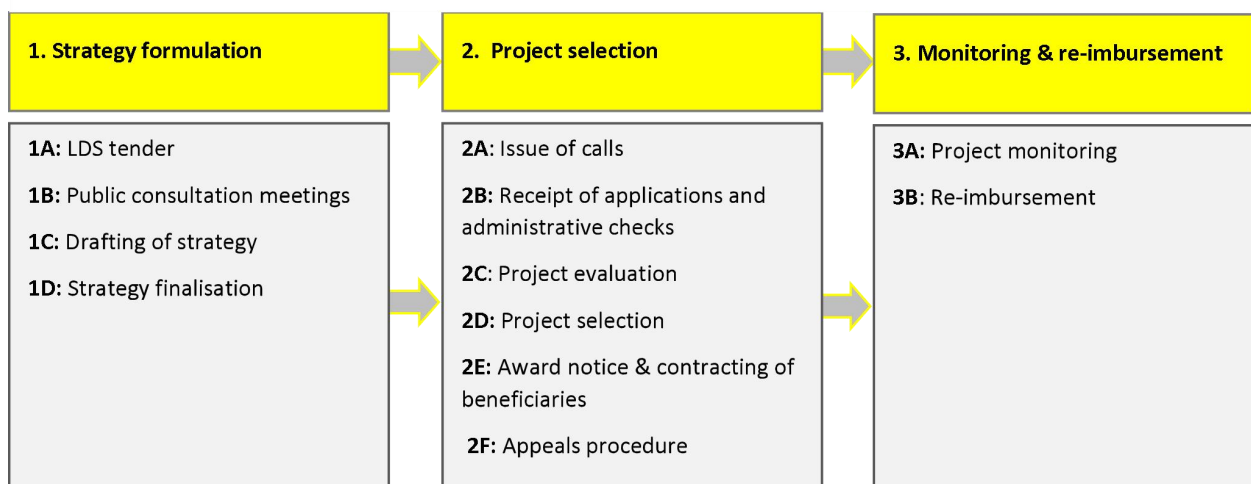 1. Strategy formulation
1A: LDS tender
1B: Public consultation meetings
1C: Drafting of strategy
1D: Strategy finalisation
2. Project selection
2A: Issue of calls
2B: Receipt of applications and
administrative checks
2C: Project evaluation
2D: Project selection
2E: Award notice & contracting of
beneficiaries
2F: Appeals procedure
3. Monitoring & re-imbursement
3A: Project monitoring
3B: Re-imbursement